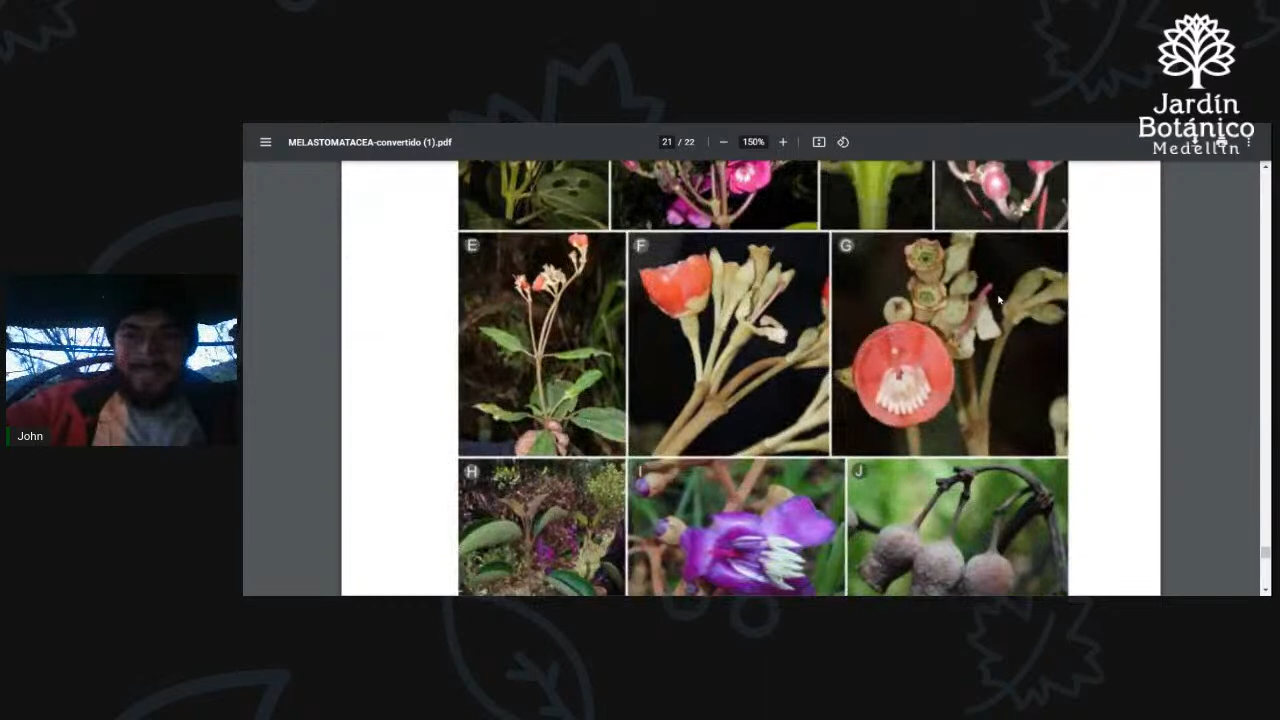 Jardín
Botánico
Medellín
MELASTOMATACEA-convertido (1).pdf
21 / 22
150%
E
F
G
John
H
I
J